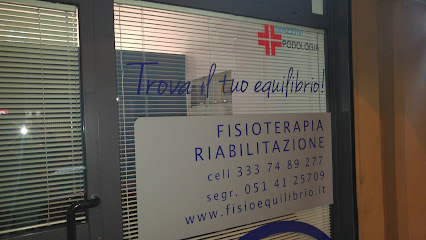 PODOLOGIA
Trova il tuo equilibrio!
FISIOTERAPIA
RIABILITAZIONE
cell 333 74 89 277
segr. 051 41 25709
www.fisioequilibrio.it